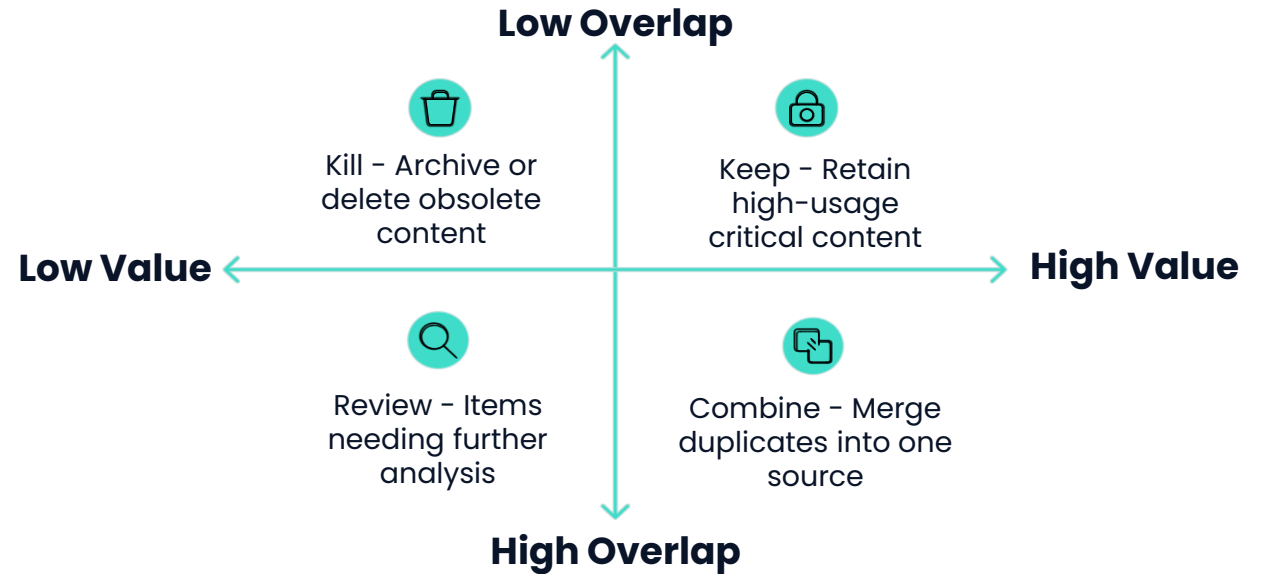 Low Overlap
Kill - Archive or
delete obsolete
content
Keep - Retain
high-usage
critical content
Low Value
High Value
Review - Items
needing further
analysis
Combine - Merge
duplicates into one
source
High Overlap